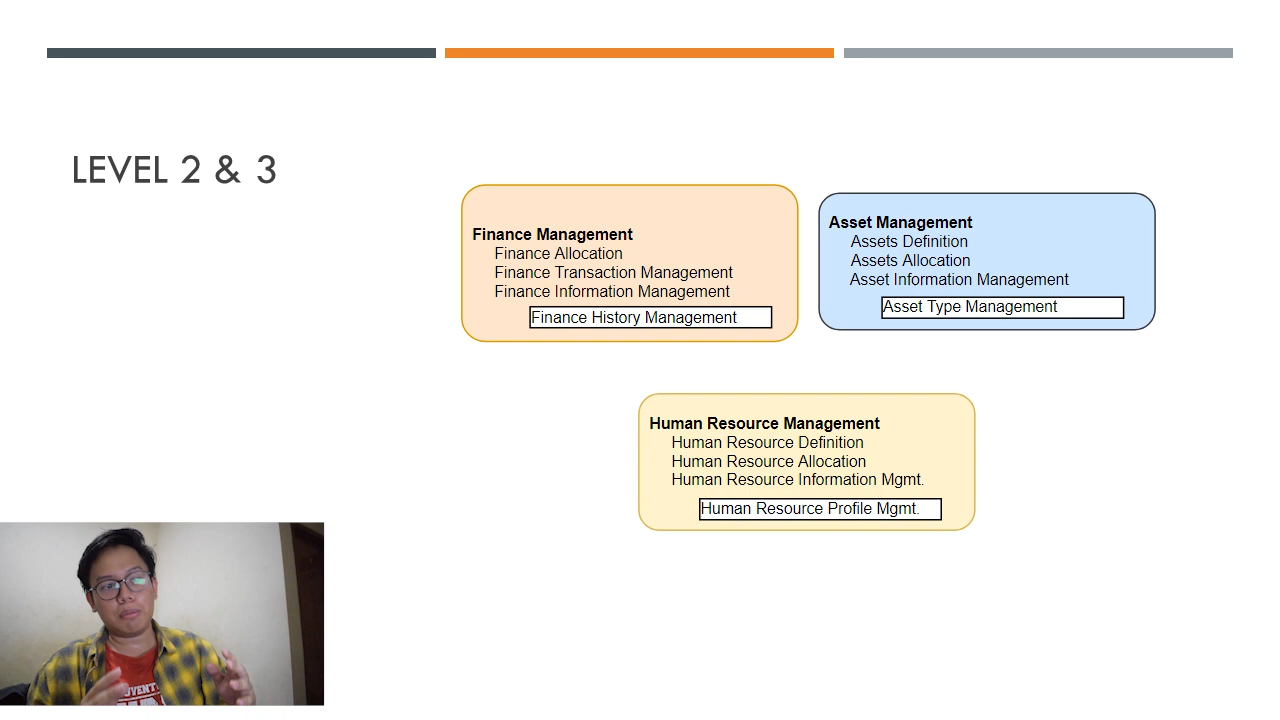 LEVEL 2 & 3
Finance Management
Finance Allocation
Finance Transaction Management
Finance Information Management
Finance History Management
Asset Management
Assets Definition
Assets Allocation
Asset Information Management
Asset Type Management
Human Resource Management
Human Resource Definition
Human Resource Allocation
Human Resource Information Mgmt.
Human Resource Profile Mgmt.